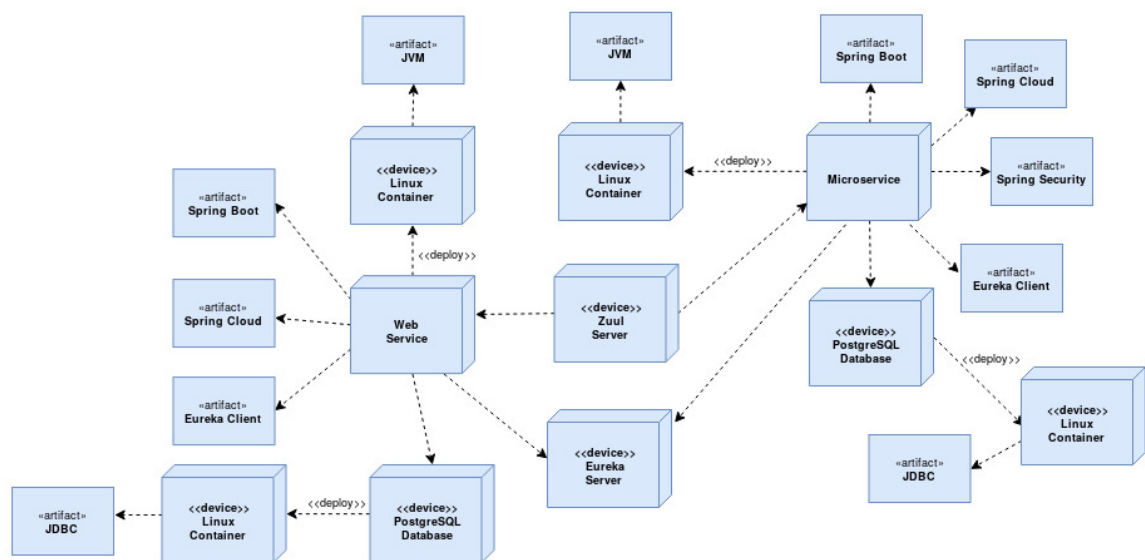 «artifact»
JVM
«artifact»
JVM
«artifact»
Spring Boot
«artifact»
Spring Cloud
<<device>>
Linux
Container
<<device>>
Linux
Container
<<deploy>>
Microservice
«artifact»
Spring Security
«artifact»
Spring Boot
<<deploy>>
«artifact»
Eureka Client
«artifact»
Spring Cloud
Web
Service
<<device>>
Zuul
Server
<<device>>
PostgreSQL
Database
<<deploy>>
«artifact»
Eureka Client
<<device>>
Eureka
Server
<<device>>
Linux
Container
«artifact»
JDBC
«artifact»
JDBC
<<device>>
Linux
Container
<<deploy>>
<<device>>
PostgreSQL
Database